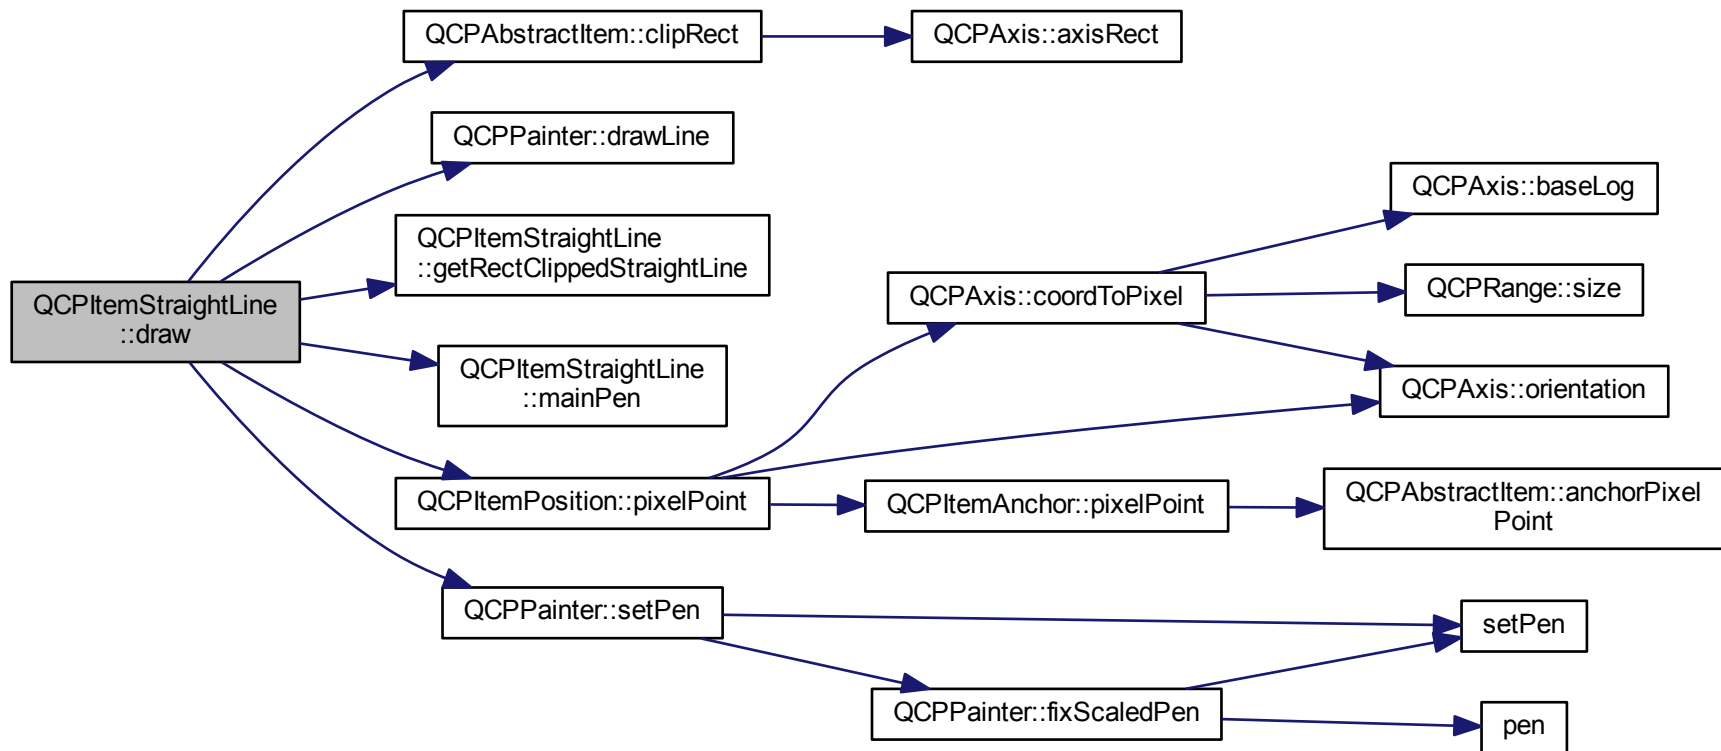 QCPItemStraightLine
::draw
QCPAbstractItem::clipRect
QCPPainter::drawLine
QCPItemStraightLine
::getRectClippedStraightLine
QCPItemStraightLine
::mainPen
QCPItemPosition::pixelPoint
QCPPainter::setPen
QCPAxis::axisRect
QCPAxis::coordToPixel
QCPItemAnchor::pixelPoint
QCPPainter::fixScaledPen
QCPAxis::baseLog
QCPRange::size
QCPAxis::orientation
QCPAbstractItem::anchorPixel
Point
setPen
pen